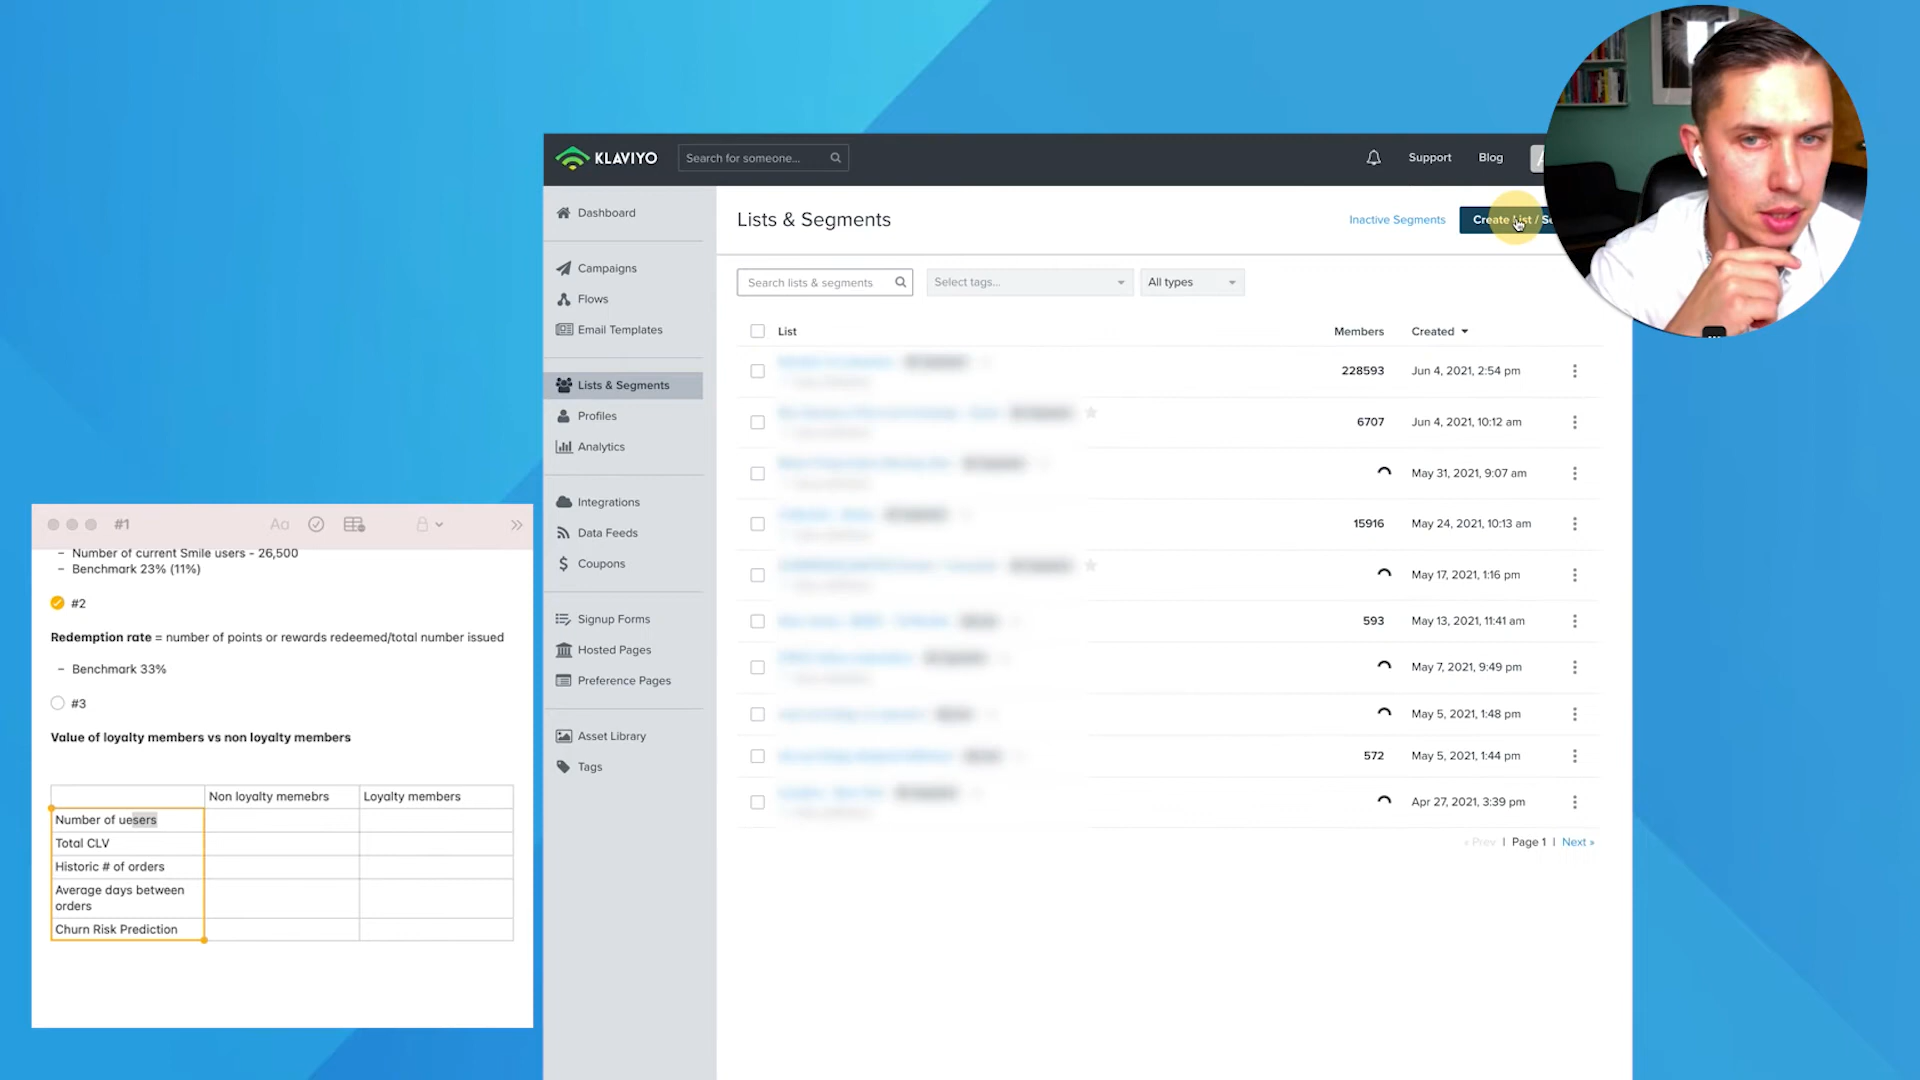 KLAVIYO
Search for someone...
Support
Blog
Dashboard
Campaigns
Flows
Email Templates
Lists & Segments
Profiles
Analytics
Integrations
Data Feeds
Coupons
Signup Forms
Hosted Pages
Preference Pages
Asset Library
Tags
Lists & Segments
Inactive Segments
Create List / Se
Search lists & segments
Select tags...
All types
List
Members
Created
228593
Jun 4, 2021, 2:54 pm
6707
Jun 4, 2021, 10:12 am
May 31, 2021, 9:07 am
15916
May 24, 2021, 10:13 am
May 17, 2021, 1:16 pm
593
May 13, 2021, 11:41 am
May 7, 2021, 9:49 pm
May 5, 2021, 1:48 pm
572
May 5, 2021, 1:44 pm
Apr 27, 2021, 3:39 pm
« Prev | Page 1 | Next »
#1
Aa
– Number of current Smile users - 26,500
– Benchmark 23% (11%)
#2
Redemption rate = number of points or rewards redeemed/total number issued
– Benchmark 33%
#3
Value of loyalty members vs non loyalty members
Non loyalty memebrs
Loyalty members
Number of uesers
Total CLV
Historic # of orders
Average days between
orders
Churn Risk Prediction